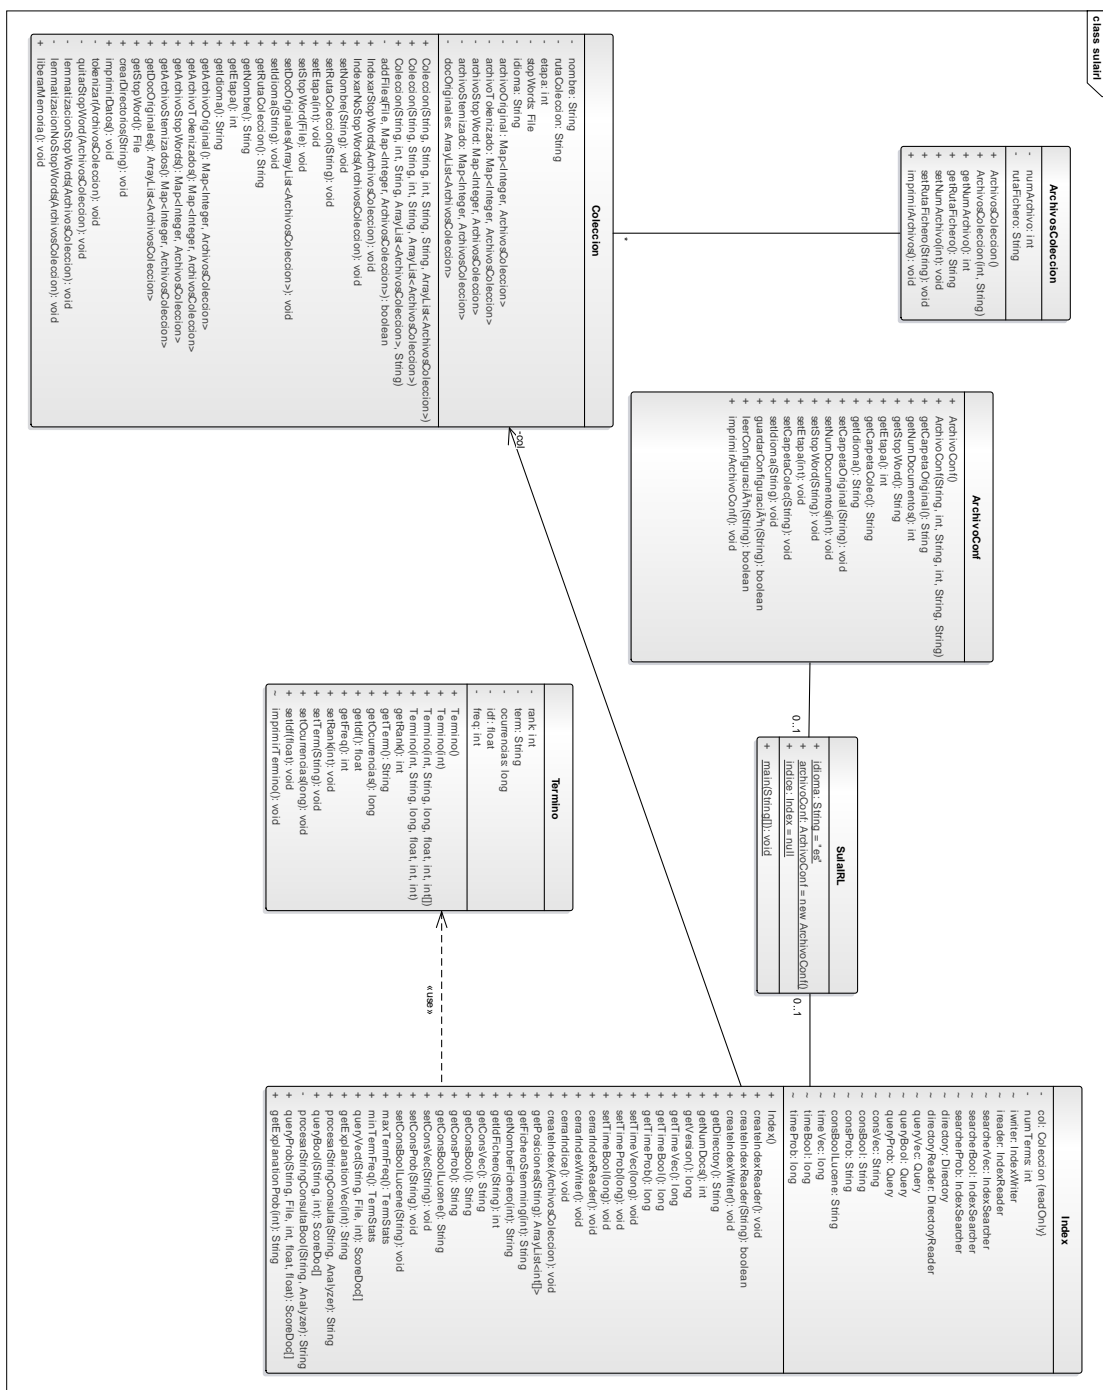 class sulairl
ArchivosColeccion
- numArchivo: int
- rutaFichero: String
+ ArchivosColeccion()
+ ArchivosColeccion(int, String)
+ getNumArchivo(): int
+ getRutaFichero(): String
+ setNumArchivo(int): void
+ setRutaFichero(String): void
+ imprimirArchivos(): void
*
Coleccion
- nombre: String
- rutaColeccion: String
- etapa: int
- stopWords: File
- idioma: String
- archivoOriginal: Map<Integer, ArchivosColeccion>
- archivoTokenizado: Map<Integer, ArchivosColeccion>
- archivoStopWord: Map<Integer, ArchivosColeccion>
- archivoStemizado: Map<Integer, ArchivosColeccion>
- docOriginales: ArrayList<ArchivosColeccion>
+ Coleccion(String, String, int, String, String, ArrayList<ArchivosColeccion>)
+ Coleccion(String, String, int, String, ArrayList<ArchivosColeccion>)
+ Coleccion(String, int, String, ArrayList<ArchivosColeccion>, String)
- addFiles(File, Map<Integer, ArchivosColeccion>): boolean
+ IndexarStopWords(ArchivosColeccion): void
+ IndexarNoStopWords(ArchivosColeccion): void
+ setNombre(String): void
+ setRutaColeccion(String): void
+ setEtapa(int): void
+ setStopWord(File): void
+ setDocOriginales(ArrayList<ArchivosColeccion>): void
+ setIdioma(String): void
+ getRutaColeccion(): String
+ getNombre(): String
+ getEtapa(): int
+ getIdioma(): String
+ getArchivoOriginal(): Map<Integer, ArchivosColeccion>
+ getArchivoTokenizados(): Map<Integer, ArchivosColeccion>
+ getArchivoStopWords(): Map<Integer, ArchivosColeccion>
+ getArchivoStemizados(): Map<Integer, ArchivosColeccion>
+ getDocOriginales(): ArrayList<ArchivosColeccion>
+ getStopWord(): File
+ crearDirectorios(String): void
+ imprimirDatos(): void
- tokenizar(ArchivosColeccion): void
- quitarStopWord(ArchivosColeccion): void
- lemmatizacionStopWords(ArchivosColeccion): void
- lemmatizacionNoStopWords(ArchivosColeccion): void
+ liberarMemoria(): void
-col
ArchivoConf
+ ArchivoConf()
+ ArchivoConf(String, int, String, int, String, String)
+ getCarpetaOriginal(): String
+ getNumDocumentos(): int
+ getStopWord(): String
+ getEtapa(): int
+ getCarpetaColec(): String
+ getIdioma(): String
+ setCarpetaOriginal(String): void
+ setNumDocumentos(int): void
+ setStopWord(String): void
+ setEtapa(int): void
+ setCarpetaColec(String): void
+ setIdioma(String): void
+ guardarConfiguraciÃ³n(String): boolean
+ leerConfiguraciÃ³n(String): boolean
+ imprimirArchivoConf(): void
0..1
SulaIRL
+ idioma: String = "es"
+ archivoConf: ArchivoConf = new ArchivoConf()
+ indice: Index = null
+ main(String[]): void
0..1
Termino
- rank: int
- term: String
- ocurrencias: long
- idf: float
- freq: int
+ Termino()
+ Termino(int)
+ Termino(int, String, long, float, int, int[])
+ Termino(int, String, long, float, int, int)
+ getRank(): int
+ getTerm(): String
+ getOcurrencias(): long
+ getIdf(): float
+ getFreq(): int
+ setRank(int): void
+ setTerm(String): void
+ setOcurrencias(long): void
+ setIdf(float): void
~ imprimirTermino(): void
«use»
Index
- col: Coleccion {readOnly}
- numTerms: int
~ iwriter: IndexWriter
~ reader: IndexReader
~ searcherVec: IndexSearcher
~ searcherBool: IndexSearcher
~ searcherProb: IndexSearcher
~ directory: Directory
~ directoryReader: DirectoryReader
~ queryVec: Query
~ queryBool: Query
~ queryProb: Query
~ consVec: String
~ consBool: String
~ consProb: String
~ consBoolLucene: String
~ timeVec: long
~ timeBool: long
~ timeProb: long
+ Index()
+ createIndexReader(): void
+ createIndexReader(String): boolean
+ createIndexWriter(): void
+ getDirectory(): String
+ getNumDocs(): int
+ getVersion(): long
+ getTimeVec(): long
+ getTimeBool(): long
+ getTimeProb(): long
+ setTimeVec(long): void
+ setTimeProb(long): void
+ setTimeBool(long): void
+ cerrarIndexReader(): void
+ cerrarIndexWriter(): void
+ cerrarIndice(): void
+ createIndex(ArchivosColeccion): void
+ getPosiciones(String): ArrayList<int[]>
+ getFicheroStemming(int): String
+ getNombreFichero(int): String
+ getIdFichero(String): int
+ getConsVec(): String
+ getConsProb(): String
+ getConsBoolLucene(): String
+ setConsVec(String): void
+ setConsProb(String): void
+ setConsBoolLucene(String): void
+ maxTermFreq(): TermStats
+ minTermFreq(): TermStats
+ queryVect(String, File, int): ScoreDoc[]
+ getExplanationVec(int): String
+ processrStringConsulta(String, Analyzer): String
+ queryBool(String, int): ScoreDoc[]
- processrStringConsultaBool(String, Analyzer): String
+ queryProb(String, File, int, float, float): ScoreDoc[]
+ getExplanationProb(int): String